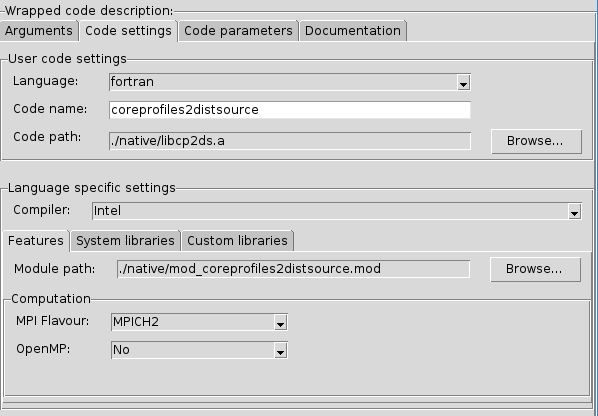 Wrapped code description:
Arguments Code settings Code parameters Documentation
User code settings
Language: fortran
Code name: coreprofiles2distsource
Code path: ./native/libcp2ds.a Browse...
Language specific settings
Compiler: Intel
Features System libraries Custom libraries
Module path: ./native/mod_coreprofiles2distsource.mod Browse...
Computation
MPI Flavour: MPICH2
OpenMP: No